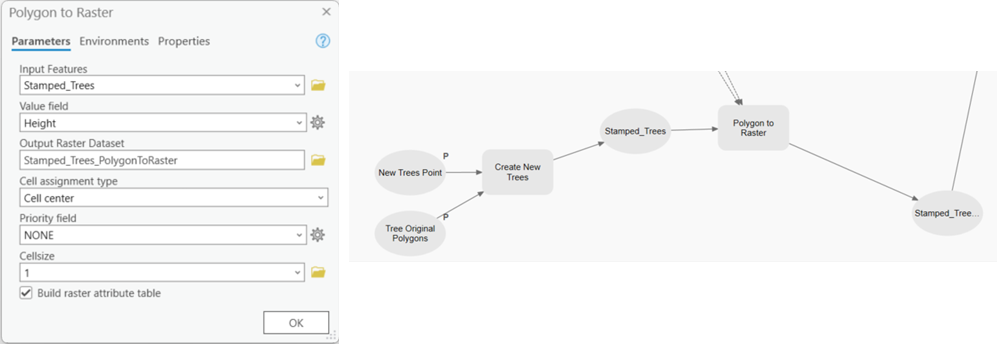 Polygon to Raster
Parameters Environments Properties
Input Features
Stamped_Trees
Value field
Height
Output Raster Dataset
Stamped_Trees_PolygonToRaster
Cell assignment type
Cell center
Priority field
NONE
Cellsize
1
Build raster attribute table
OK
New Trees Point
P
Tree Original
Polygons
P
Create New
Trees
Stamped_Trees
Polygon to
Raster
Stamped_Tree...